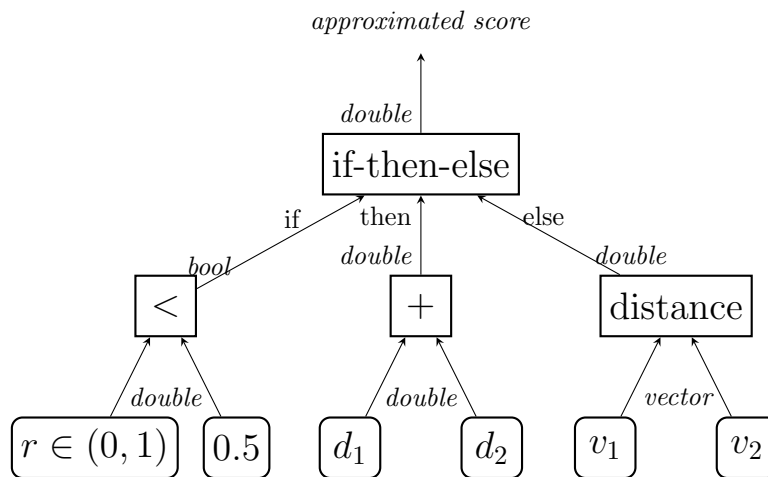 approximated score
double
if-then-else
if then else
bool double double
< + distance
double double vector
r ∈ (0, 1) 0.5 d₁ d₂ v₁ v₂